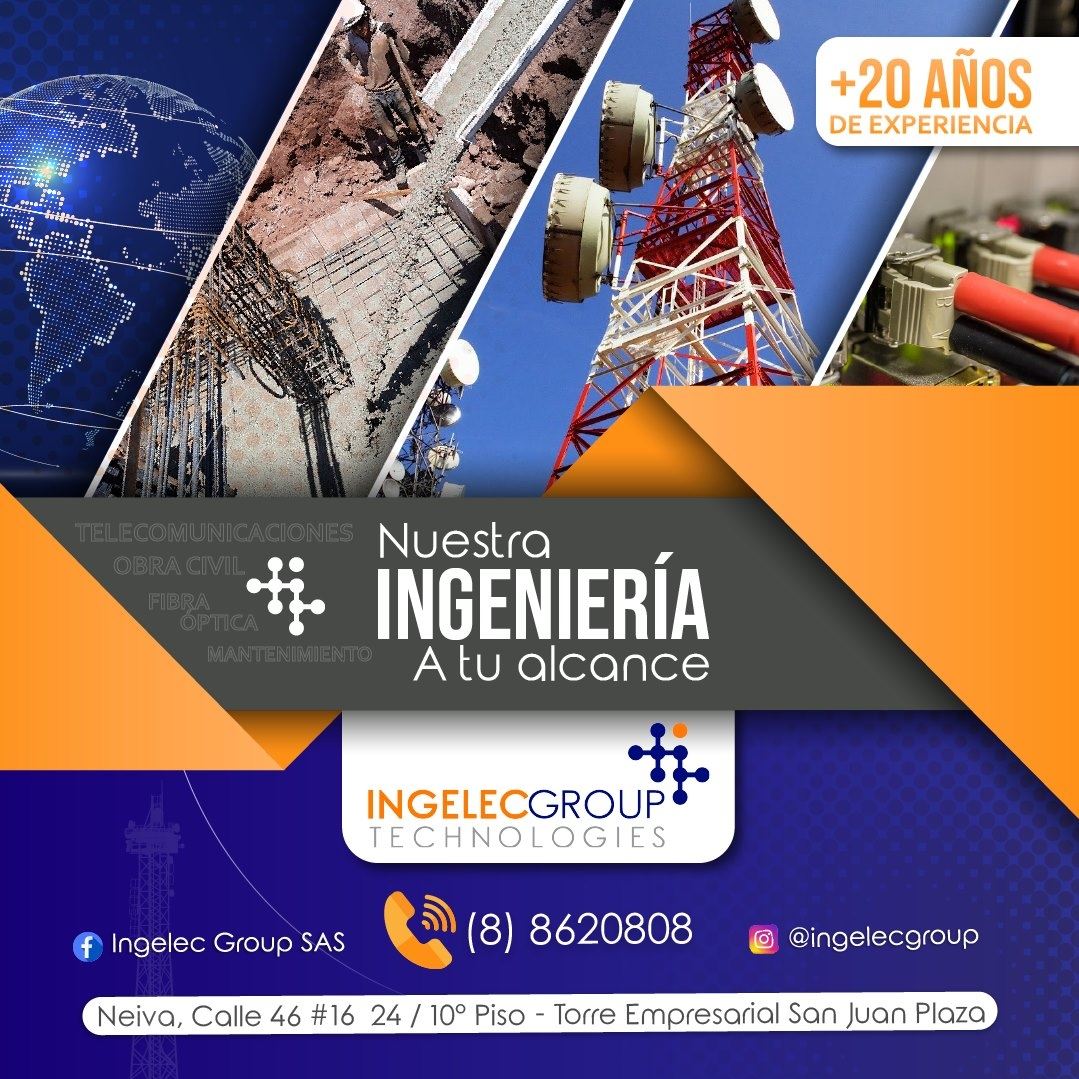 +20 AÑOS
DE EXPERIENCIA
TELECOMUNICACIONES
OBRA CIVIL
FIBRA
ÓPTICA
MANTENIMIENTO
Nuestra
INGENIERÍA
A tu alcance
INGELECGROUP
TECHNOLOGIES
Ingelec Group SAS
(8) 8620808
@ingelecgroup
Neiva, Calle 46 #16 24 / 10° Piso - Torre Empresarial San Juan Plaza